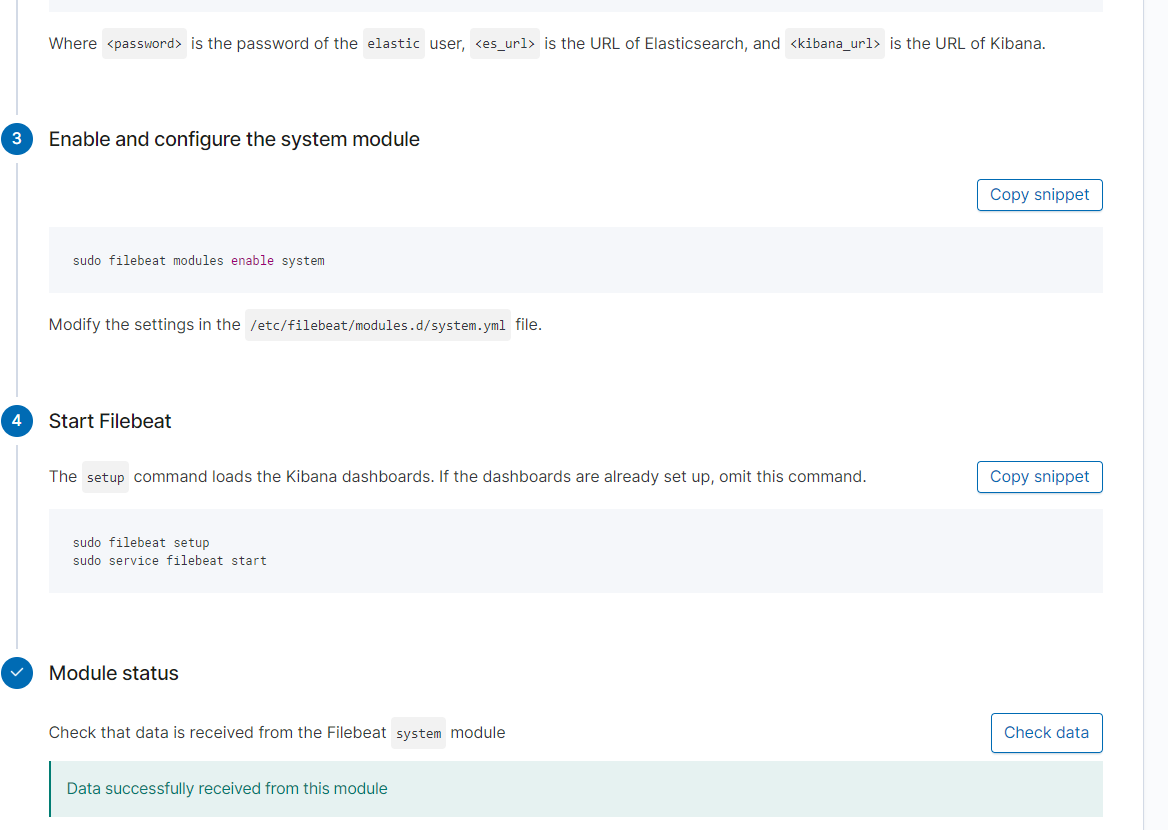 Where <password> is the password of the elastic user, <es_url> is the URL of Elasticsearch, and <kibana_url> is the URL of Kibana.
3 Enable and configure the system module
Copy snippet
sudo filebeat modules enable system
Modify the settings in the /etc/filebeat/modules.d/system.yml file.
4 Start Filebeat
The setup command loads the Kibana dashboards. If the dashboards are already set up, omit this command.
Copy snippet
sudo filebeat setup
sudo service filebeat start
Module status
Check that data is received from the Filebeat system module
Check data
Data successfully received from this module